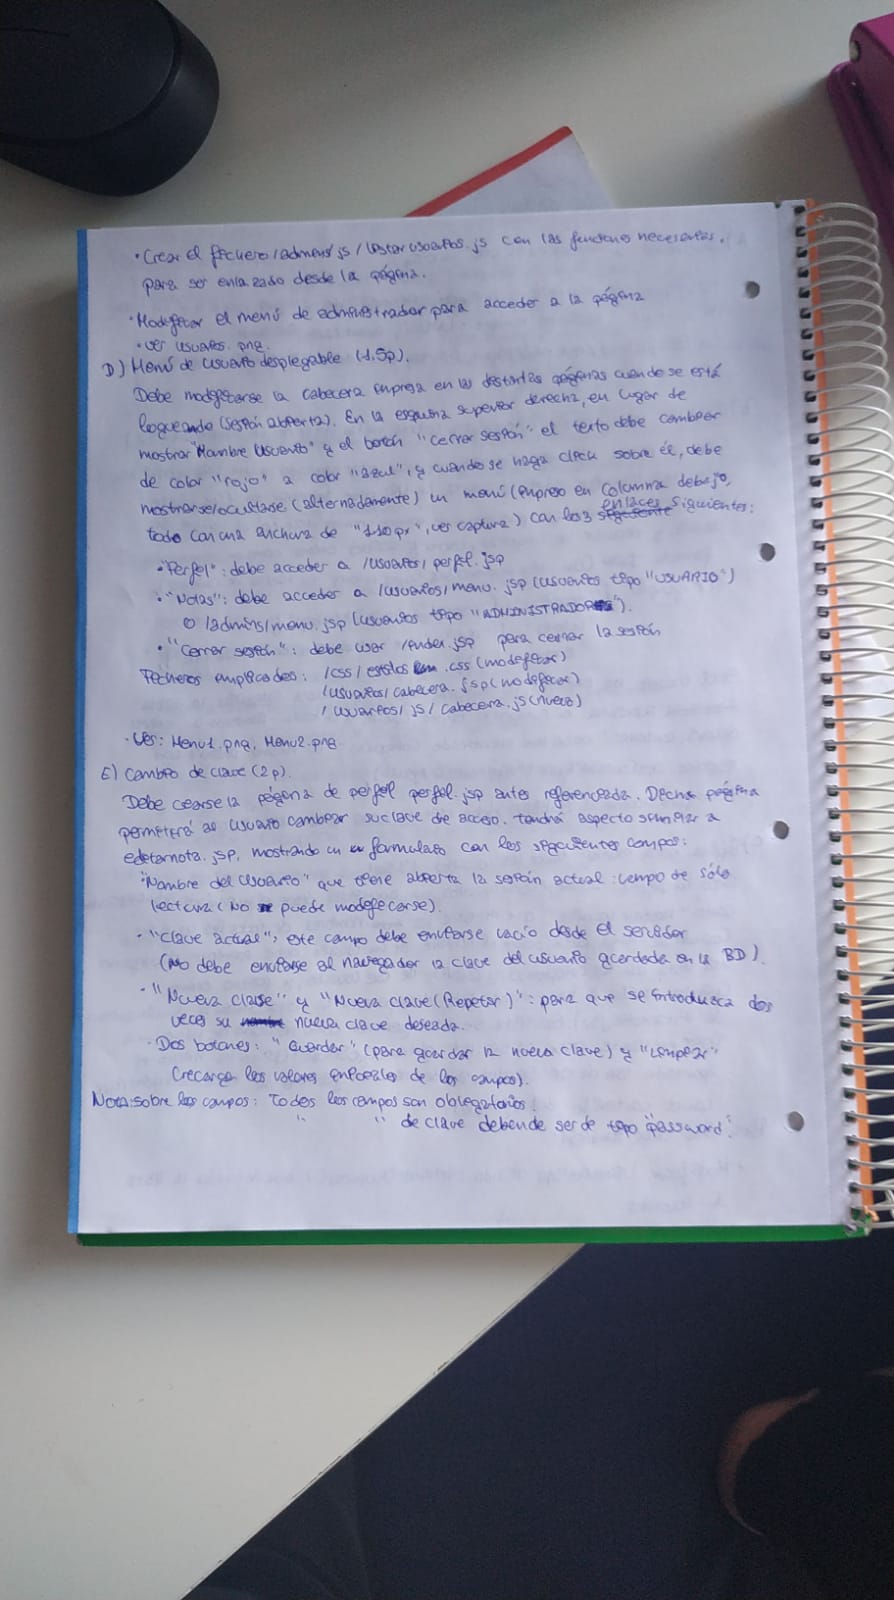 · Crear el fichero /admins/js/listarusuarios.js con las funciones necesarias,
para ser enlazado desde la página.
· Modificar el menú de administrador para acceder a la página
· ver usuarios.png.
D) Menú de usuario desplegable (1,5p).
Debe modificarse la cabecera impresa en las distintas páginas cuando se está
logueando (sesión abierta). En la esquina superior derecha, en lugar de
mostrar "Nombre Usuario" y el botón "cerrar sesión" el texto debe cambiar
de color "rojo" a color "azul", y cuando se haga click sobre él, debe
mostrarse/ocultarse (alternadamente) un menú (impreso en columna debajo,
todo con una anchura de "110px", ver captura) con los 3 enlaces siguientes:
· "Perfil": debe acceder a /usuarios/perfil.jsp
· "Notas": debe acceder a /usuarios/menu.jsp (usuarios tipo "USUARIO")
o /admins/menu.jsp (usuarios tipo "ADMINISTRADOR").
· "Cerrar sesión": debe usar /index.jsp para cerrar la sesión
Ficheros implicados: /css/estilos.css (modificar)
/usuarios/cabecera.jsp (modificar)
/usuarios/js/cabecera.js (nuevo)
· Ver: Menu1.png, Menu2.png
E) Cambio de clave (2p).
Debe crearse la página de perfil perfil.jsp antes referenciada. Dicha página
permitirá al usuario cambiar su clave de acceso. tendrá aspecto similar a
editarnota.jsp, mostrando un formulario con los siguientes campos:
"Nombre del Usuario" que tiene abierta la sesión actual: campo de sólo
lectura (No puede modificarse).
· "Clave actual", este campo debe enviarse vacío desde el servidor
(No debe enviarse al navegador la clave del usuario guardada en la BD).
· "Nueva clave" y "Nueva clave (Repetir)": para que se introduzca dos
veces su nueva clave deseada.
· Dos botones: "Guardar" (para guardar la nueva clave) y "Limpiar"
(recarga los valores iniciales de los campos).
Nota: sobre los campos: Todos los campos son obligatorios.
" " de clave deben de ser de tipo "password".